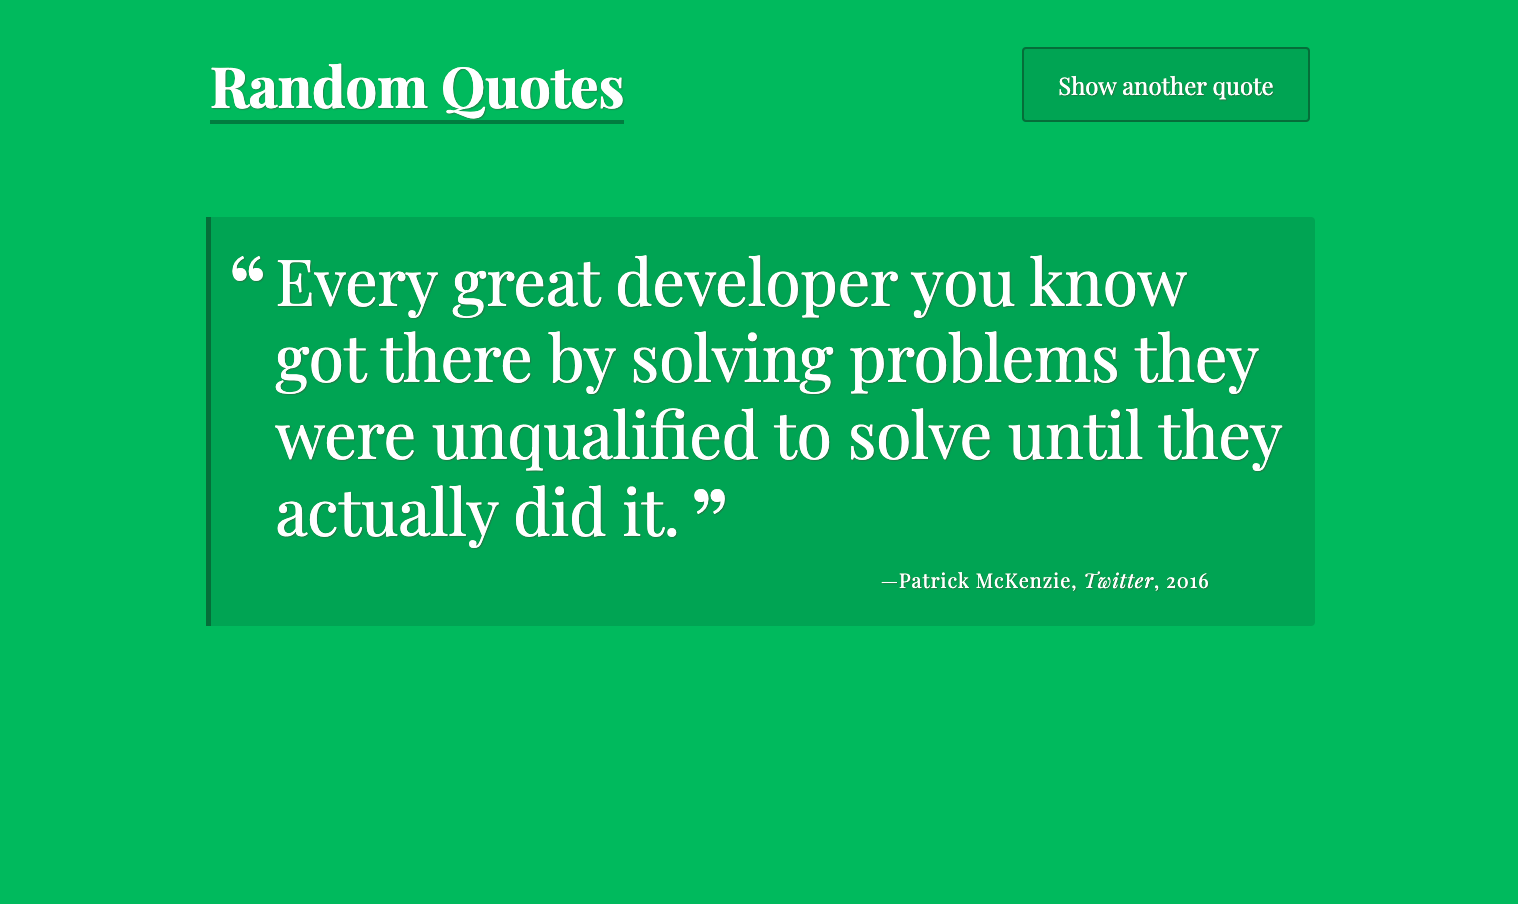 Random Quotes
Show another quote
“ Every great developer you know
got there by solving problems they
were unqualified to solve until they
actually did it. ”
—Patrick McKenzie, Twitter, 2016